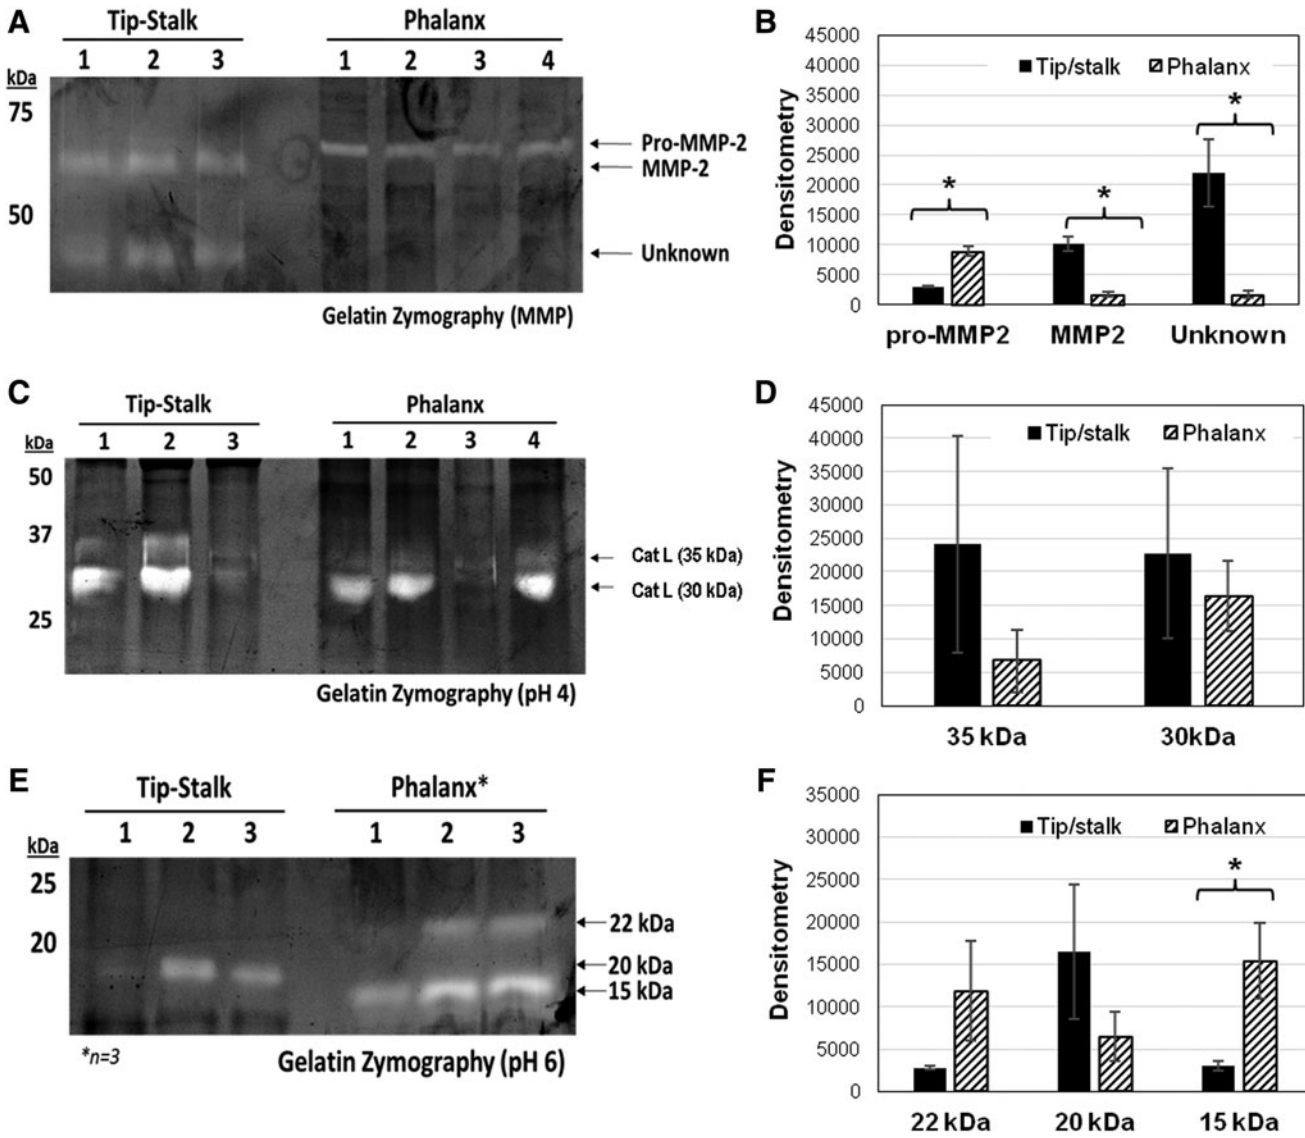 A
Tip-Stalk
Phalanx
1 2 3
1 2 3 4
kDa
75
50
Pro-MMP-2
MMP-2
Unknown
Gelatin Zymography (MMP)
B
Densitometry
45000
40000
35000
30000
25000
20000
15000
10000
5000
0
Tip/stalk
Phalanx
*
*
*
pro-MMP2 MMP2 Unknown
C
Tip-Stalk
Phalanx
1 2 3
1 2 3 4
kDa
50
37
25
Cat L (35 kDa)
Cat L (30 kDa)
Gelatin Zymography (pH 4)
D
Densitometry
45000
40000
35000
30000
25000
20000
15000
10000
5000
0
Tip/stalk
Phalanx
35 kDa 30kDa
E
Tip-Stalk
Phalanx*
1 2 3
1 2 3
kDa
25
20
22 kDa
20 kDa
15 kDa
*n=3
Gelatin Zymography (pH 6)
F
Densitometry
35000
30000
25000
20000
15000
10000
5000
0
Tip/stalk
Phalanx
*
22 kDa 20 kDa 15 kDa